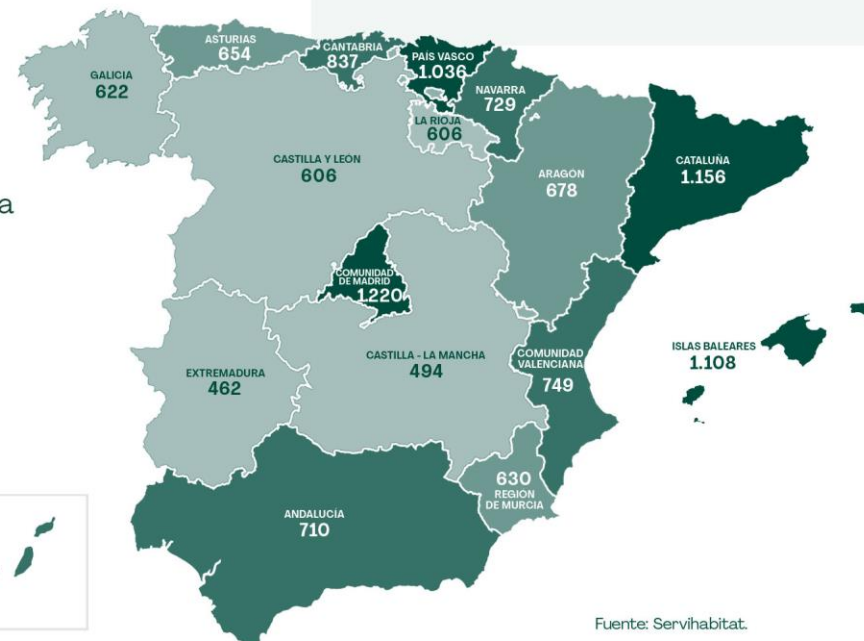 ASTURIAS
654
CANTABRIA
837
PAÍS VASCO
1.036
GALICIA
622
NAVARRA
729
LA RIOJA
606
CASTILLA Y LEÓN
606
ARAGÓN
678
CATALUÑA
1.156
a
COMUNIDAD
DE MADRID
1.220
ISLAS BALEARES
1.108
CASTILLA - LA MANCHA
494
COMUNIDAD
VALENCIANA
749
EXTREMADURA
462
630
REGIÓN
DE MURCIA
ANDALUCÍA
710
Fuente: Servihabitat.